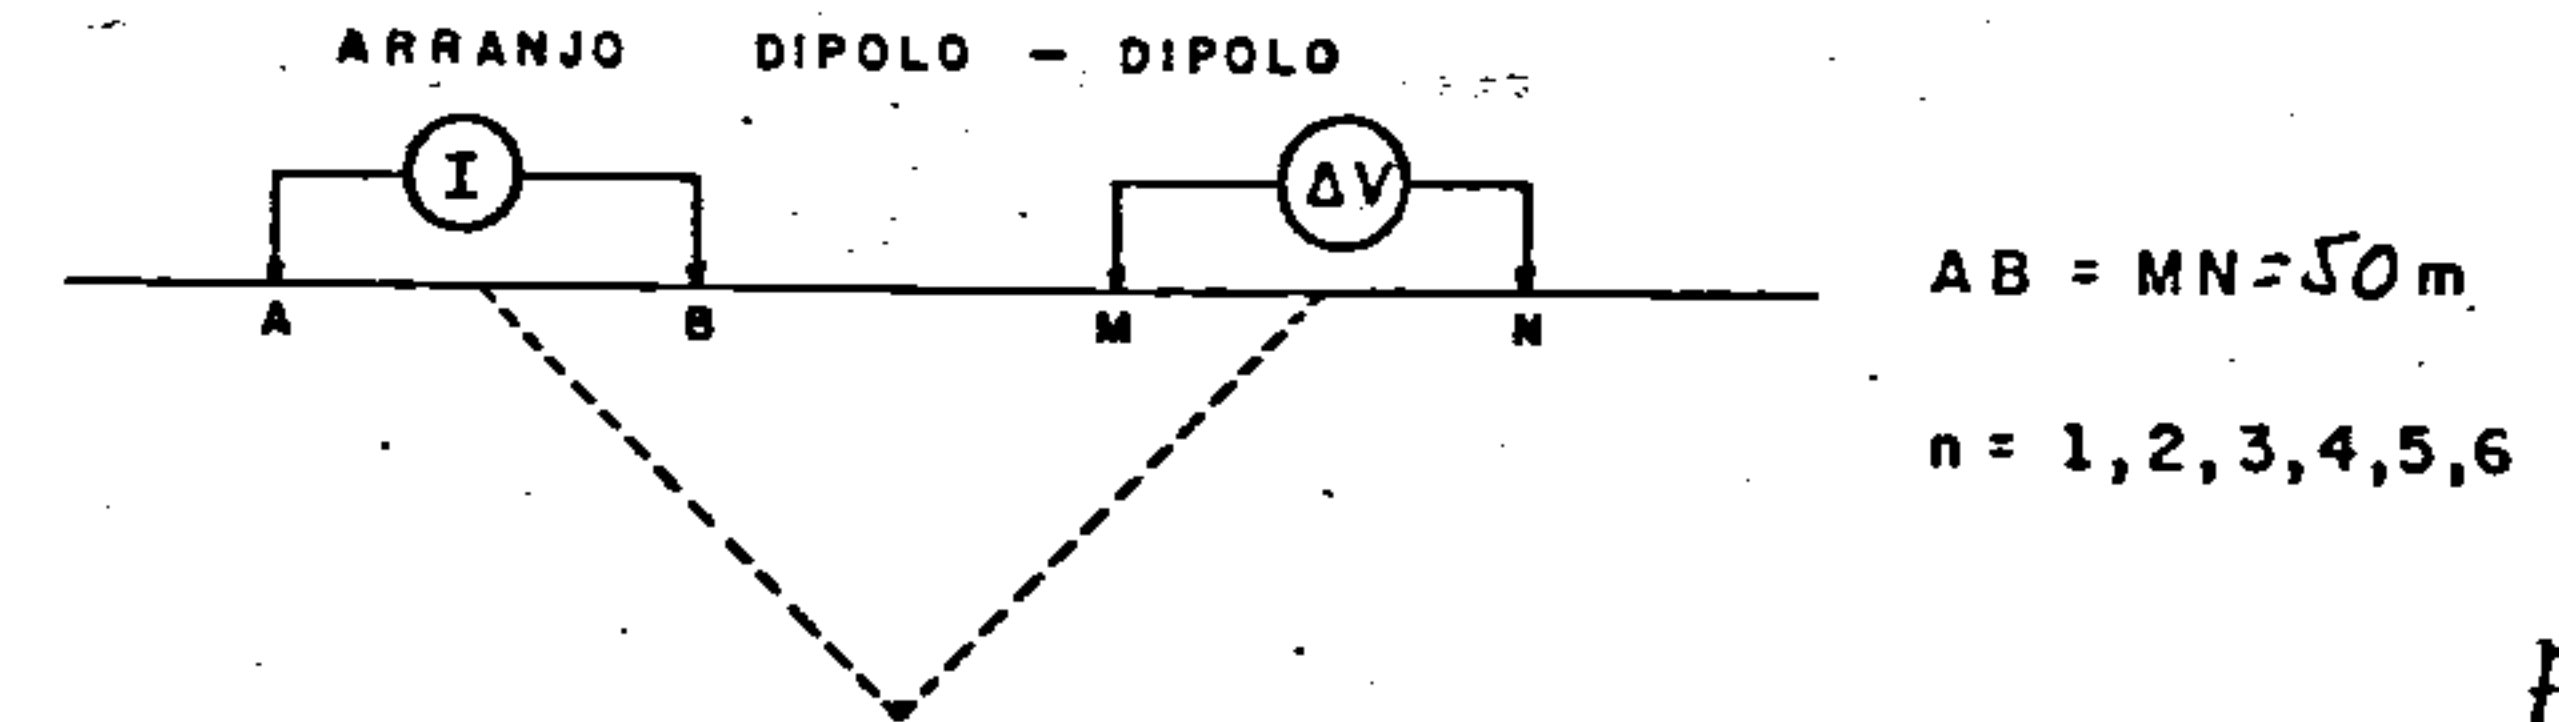 ARRANJO DIPOLO - DIPOLO
I
ΔV
A B M N
AB = MN = 50 m
n = 1,2,3,4,5,6